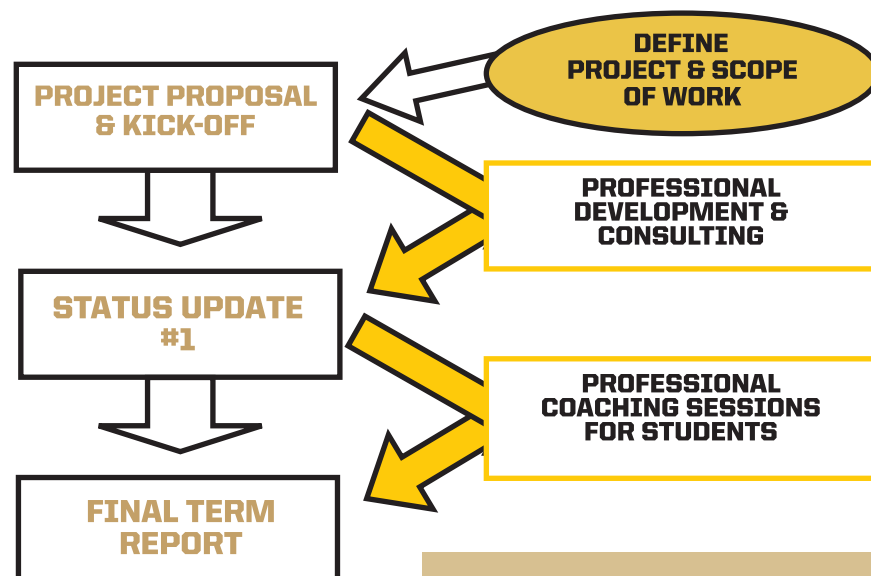 DEFINE
PROJECT & SCOPE
OF WORK
PROJECT PROPOSAL
& KICK-OFF
PROFESSIONAL
DEVELOPMENT &
CONSULTING
STATUS UPDATE
#1
PROFESSIONAL
COACHING SESSIONS
FOR STUDENTS
FINAL TERM
REPORT